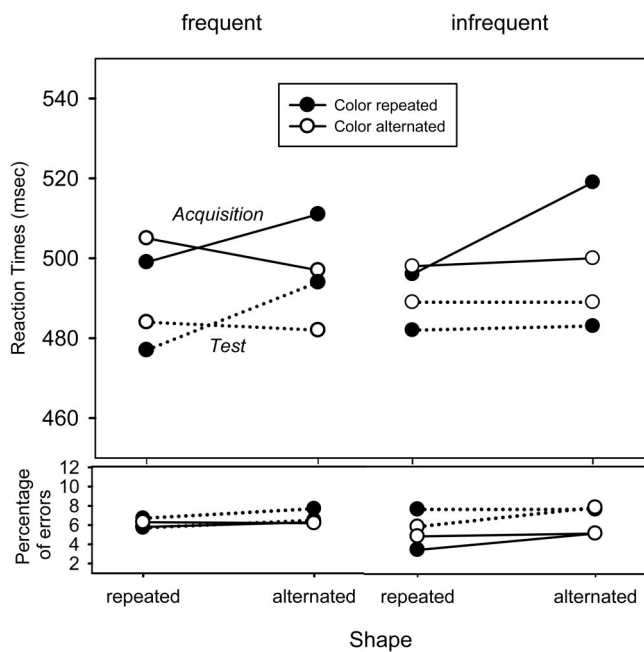 frequent
infrequent
Reaction Times (msec)
540
520
500
480
460
Color repeated
Color alternated
Acquisition
Test
Percentage
of errors
12
10
8
6
4
2
repeated
alternated
repeated
alternated
Shape